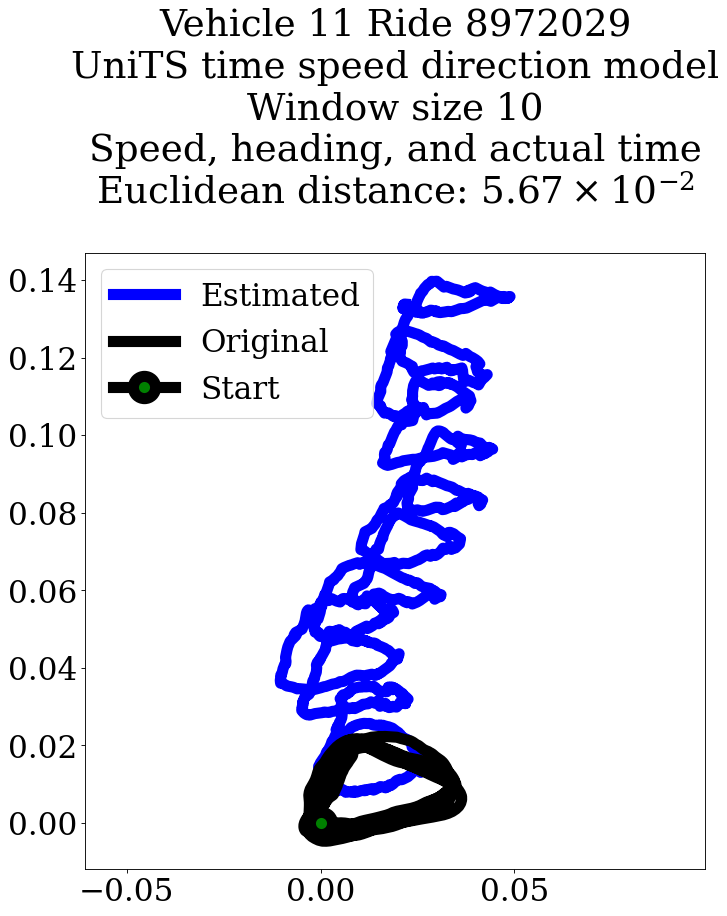 Vehicle 11 Ride 8972029
UniTS time speed direction model
Window size 10
Speed, heading, and actual time
Euclidean distance: 5.67 × 10⁻²
Estimated
Original
Start
0.14
0.12
0.10
0.08
0.06
0.04
0.02
0.00
−0.05 0.00 0.05